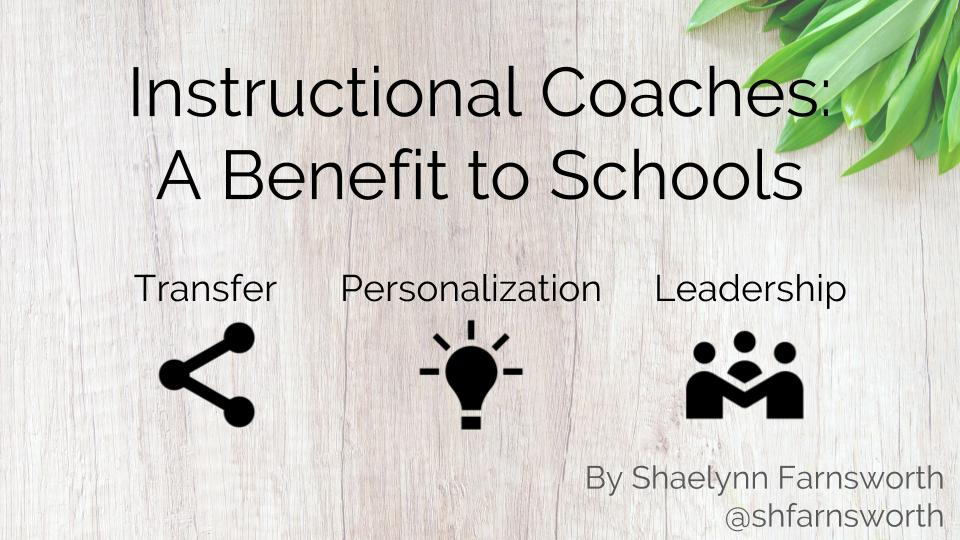 Instructional Coaches:
A Benefit to Schools
Transfer Personalization Leadership
By Shaelynn Farnsworth
@shfarnsworth